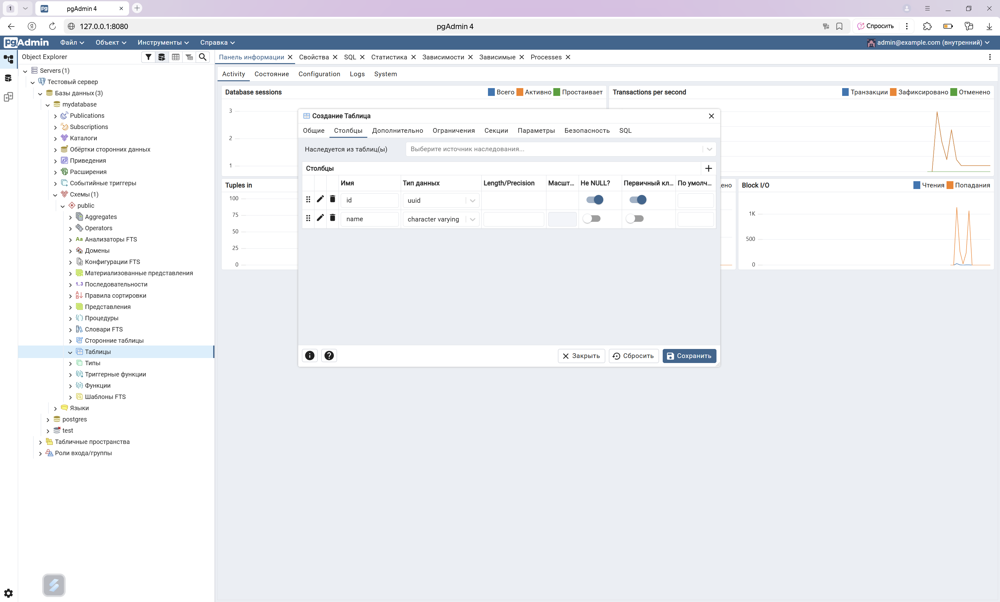 1
pgAdmin 4
127.0.0.1:8080
pgAdmin 4
Спросить
pgAdmin
Файл
Объект
Инструменты
Справка
admin@example.com (внутренний)
Object Explorer
Servers (1)
Тестовый сервер
Базы данных (3)
mydatabase
Publications
Subscriptions
Каталоги
Обёртки сторонних данных
Приведения
Расширения
Событийные триггеры
Схемы (1)
public
Aggregates
Operators
Анализаторы FTS
Домены
Конфигурации FTS
Материализованные представления
Последовательности
Правила сортировки
Представления
Процедуры
Словари FTS
Сторонние таблицы
Таблицы
Типы
Триггерные функции
Функции
Шаблоны FTS
Языки
postgres
test
Табличные пространства
Роли входа/группы
Панель информации
Свойства
SQL
Статистика
Зависимости
Зависимые
Processes
Activity
Состояние
Configuration
Logs
System
Database sessions
Всего
Активно
Простаивает
3
2
1
Transactions per second
Транзакции
Зафиксировано
Отменено
Tuples in
100
75
50
25
0
ено
Block I/O
Чтения
Попадания
1K
500
0
Создание Таблица
Общие
Столбцы
Дополнительно
Ограничения
Секции
Параметры
Безопасность
SQL
Наследуется из таблиц(ы)
Выберите источник наследования...
Столбцы
Имя
Тип данных
Length/Precision
Масшт...
Не NULL?
Первичный кл...
По умолч...
id
uuid
name
character varying
Закрыть
Сбросить
Сохранить